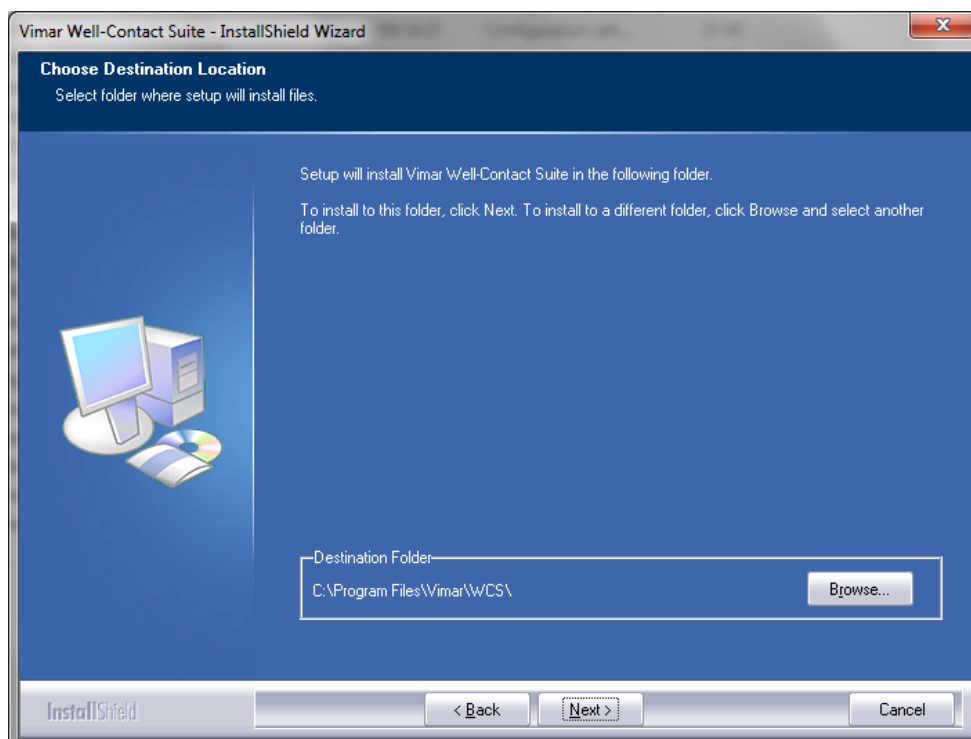 Vimar Well-Contact Suite - InstallShield Wizard
Choose Destination Location
Select folder where setup will install files.
Setup will install Vimar Well-Contact Suite in the following folder.
To install to this folder, click Next. To install to a different folder, click Browse and select another
folder.
Destination Folder
C:\Program Files\Vimar\WCS\
Browse...
InstallShield
< Back
Next >
Cancel